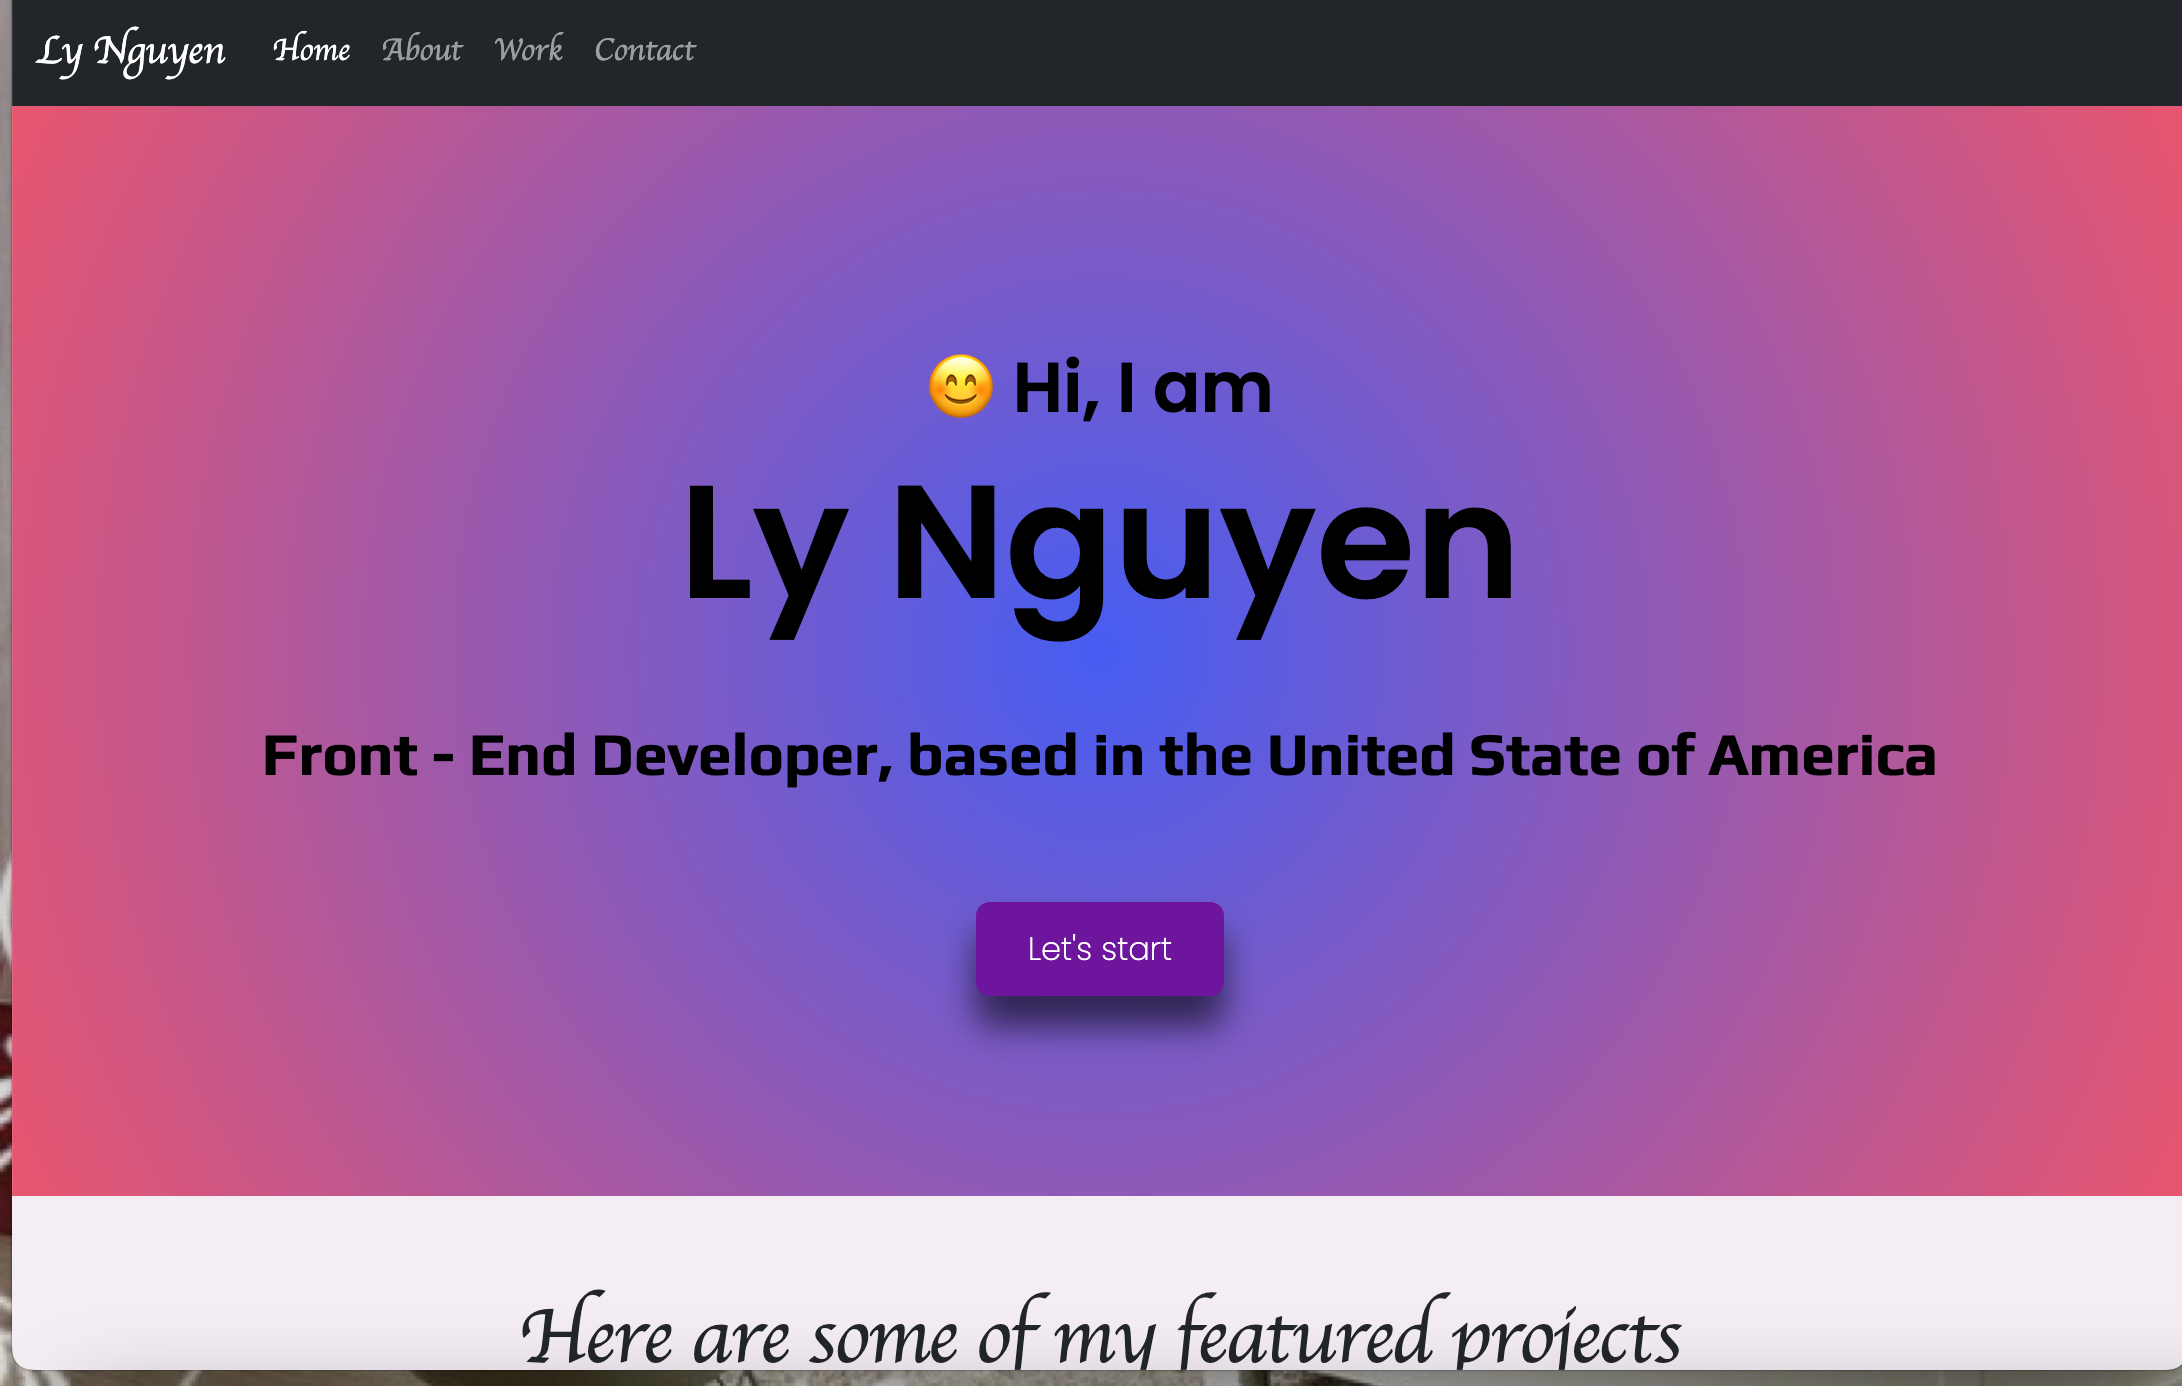 Ly Nguyen Home About Work Contact
😊 Hi, I am
Ly Nguyen
Front - End Developer, based in the United State of America
Let's start
Here are some of my featured projects